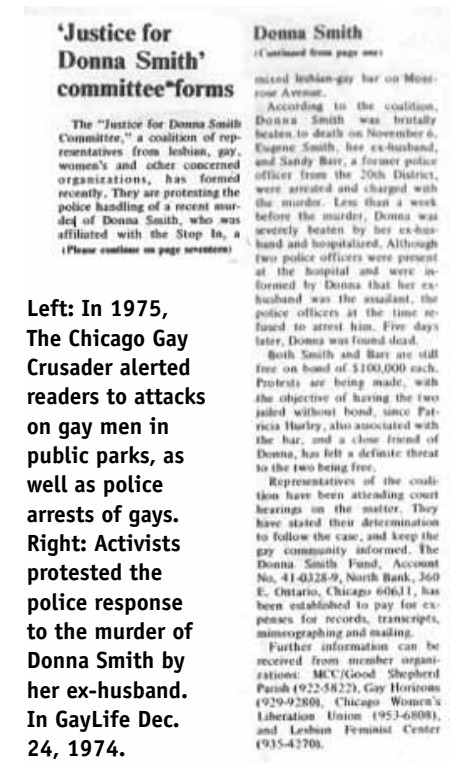 ‘Justice for
Donna Smith’
committee forms
The “Justice for Donna Smith
Committee,” a coalition of rep-
resentatives from lesbian, gay,
women's and other concerned
organizations, has formed
recently. They are protesting the
police handling of a recent mur-
der of Donna Smith, who was
affiliated with the Stop In, a
(Please continue on page seventeen)
Donna Smith
(Continued from page one)
mixed lesbian-gay bar on Mont-
rose Avenue.
According to the coalition,
Donna Smith was brutally
beaten to death on November 6.
Eugene Smith, her ex-husband,
and Sandy Barr, a former police
officer from the 20th District,
were arrested and charged with
the murder. Less than a week
before the murder, Donna was
severely beaten by her ex-hus-
band and hospitalized. Although
two police officers were present
at the hospital and were in-
formed by Donna that her ex-
husband was the assailant, the
police officers at the time re-
fused to arrest him. Five days
later, Donna was found dead.
Both Smith and Barr are still
free on bond of $100,000 each.
Protests are being made, with
the objective of having the two
jailed without bond, since Pat-
ricia Hurley, also associated with
the bar, and a close friend of
Donna, has felt a definite threat
to the two being free.
Representatives of the coali-
tion have been attending court
hearings on the matter. They
have stated their determination
to follow the case, and keep the
gay community informed. The
Donna Smith Fund, Account
No. 41-0328-9, North Bank, 360
E. Ontario, Chicago 60611, has
been established to pay for ex-
penses for records, transcripts,
mimeographing and mailing.
Further information can be
received from member organi-
zations: MCC/Good Shepherd
Parish (922-5822), Gay Horizons
(929-9280), Chicago Women's
Liberation Union (953-6808),
and Lesbian Feminist Center
(935-4270).
Left: In 1975,
The Chicago Gay
Crusader alerted
readers to attacks
on gay men in
public parks, as
well as police
arrests of gays.
Right: Activists
protested the
police response
to the murder of
Donna Smith by
her ex-husband.
In GayLife Dec.
24, 1974.